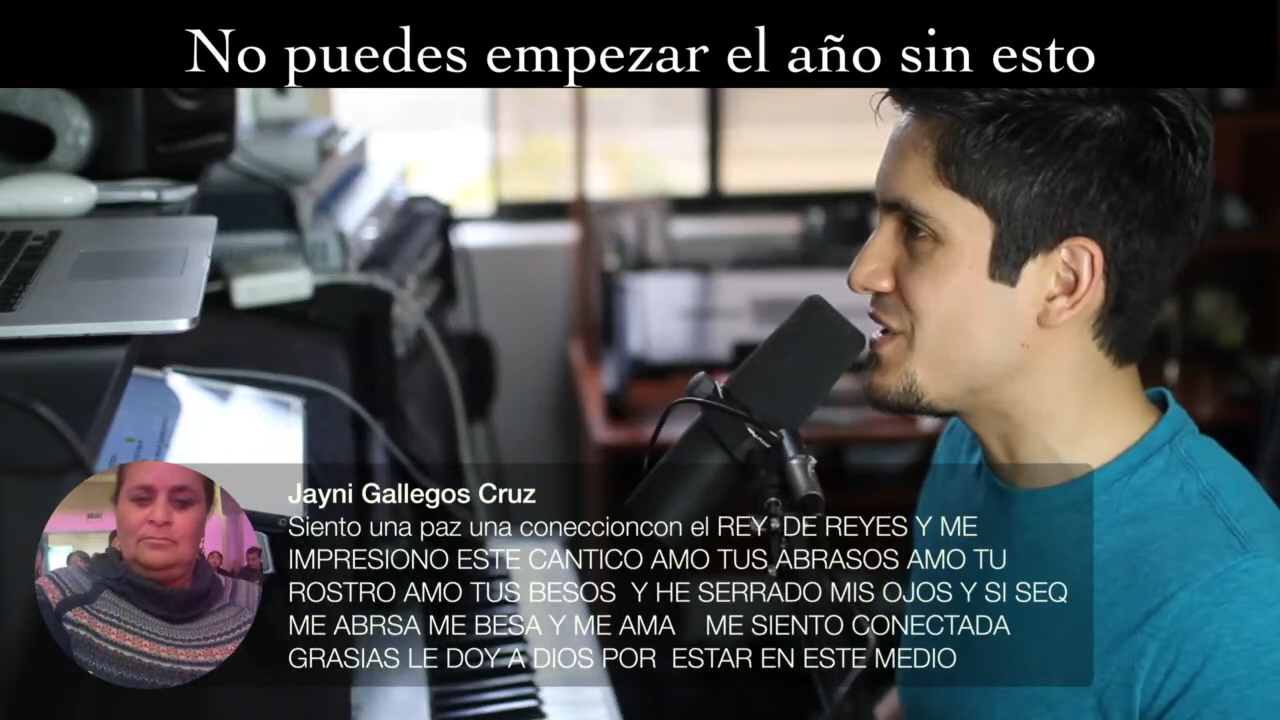 No puedes empezar el año sin esto
Jayni Gallegos Cruz
Siento una paz una coneccioncon el REY  DE REYES Y ME
IMPRESIONO ESTE CANTICO AMO TUS ABRASOS AMO TU
ROSTRO AMO TUS BESOS  Y HE SERRADO MIS OJOS Y SI SEQ
ME ABRSA ME BESA Y ME AMA    ME SIENTO CONECTADA
GRASIAS LE DOY A DIOS POR  ESTAR EN ESTE MEDIO